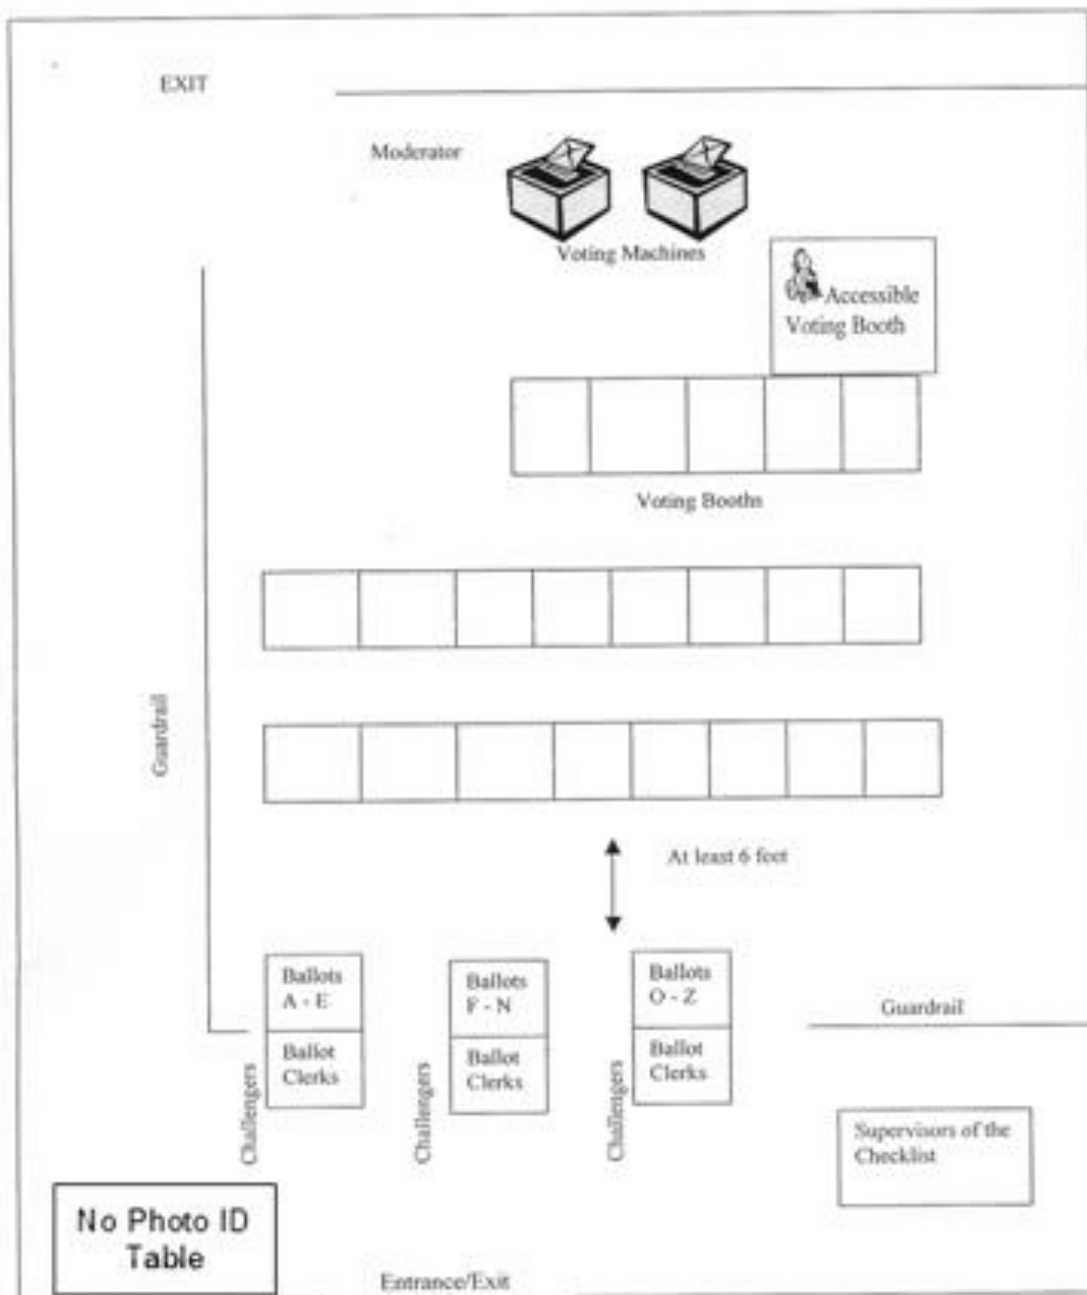 EXIT
Moderator
Voting Machines
Accessible
Voting Booth
Voting Booths
Guardrail
At least 6 feet
Ballots
A - E
Ballot
Clerks
Challengers
Ballots
F - N
Ballot
Clerks
Challengers
Ballots
O - Z
Ballot
Clerks
Challengers
Guardrail
Supervisors of the
Checklist
No Photo ID
Table
Entrance/Exit